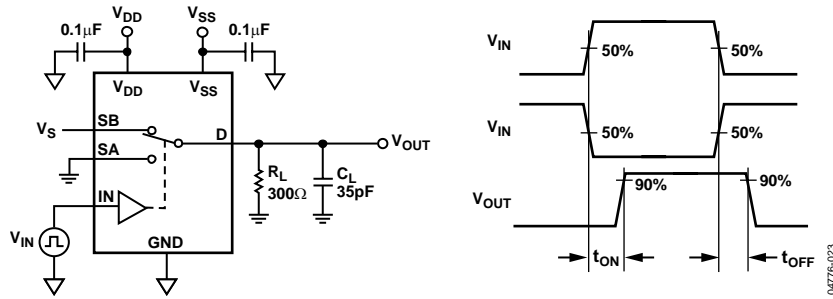 V_DD
V_SS
0.1μF
0.1μF
V_DD
V_SS
V_S
SB
SA
D
V_OUT
R_L
300Ω
C_L
35pF
IN
V_IN
GND
V_IN
50%
50%
V_IN
50%
50%
V_OUT
90%
90%
t_ON
t_OFF
04776-023